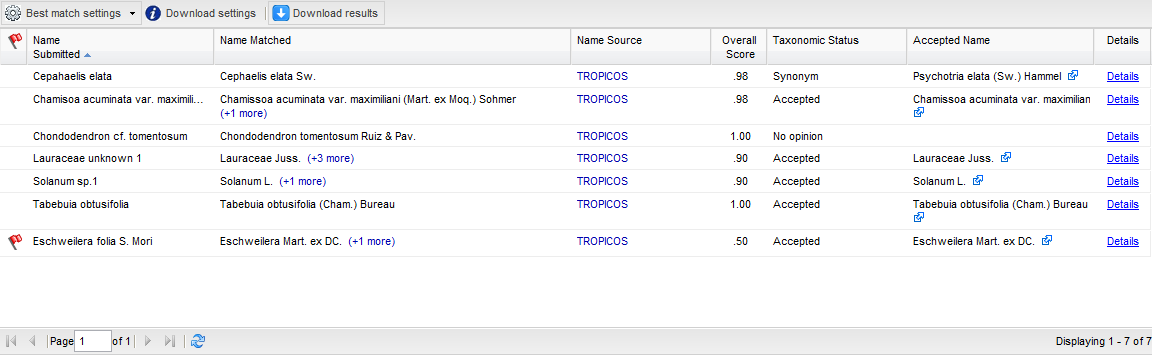 Best match settings Download settings Download results
Name Submitted Name Matched Name Source Overall Score Taxonomic Status Accepted Name Details
Cepahaelis elata Cephaelis elata Sw. TROPICOS .98 Synonym Psychotria elata (Sw.) Hammel Details
Chamisoa acuminata var. maximili... Chamissoa acuminata var. maximiliani (Mart. ex Moq.) Sohmer TROPICOS .98 Accepted Chamissoa acuminata var. maximilian Details
(+1 more)
Chondodendron cf. tomentosum Chondodendron tomentosum Ruiz & Pav. TROPICOS 1.00 No opinion Details
Lauraceae unknown 1 Lauraceae Juss. (+3 more) TROPICOS .90 Accepted Lauraceae Juss. Details
Solanum sp.1 Solanum L. (+1 more) TROPICOS .90 Accepted Solanum L. Details
Tabebuia obtusifolia Tabebuia obtusifolia (Cham.) Bureau TROPICOS 1.00 Accepted Tabebuia obtusifolia (Cham.) Bureau Details
Eschweilera folia S. Mori Eschweilera Mart. ex DC. (+1 more) TROPICOS .50 Accepted Eschweilera Mart. ex DC. Details
Page 1 of 1 Displaying 1 - 7 of 7